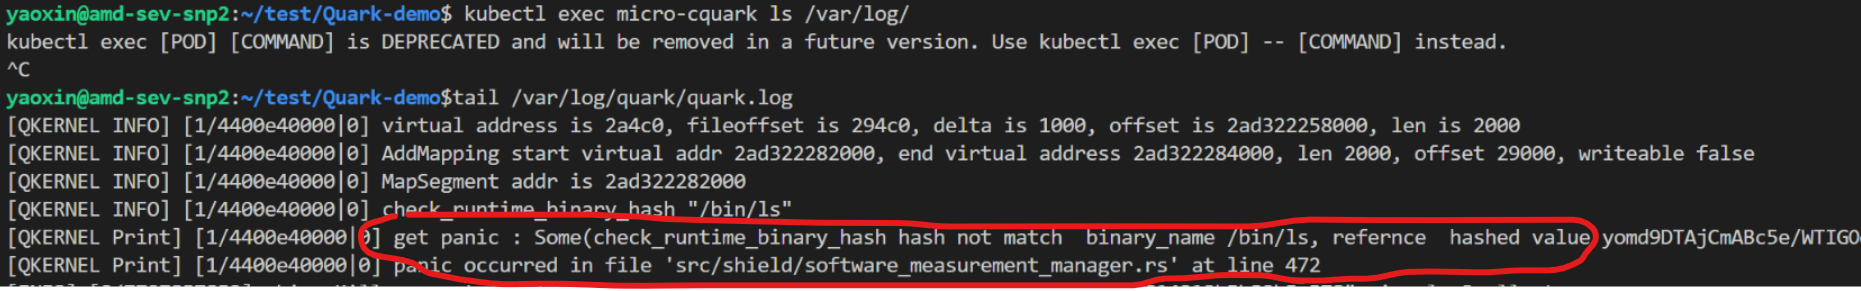 yaoxin@amd-sev-snp2:~/test/Quark-demo$ kubectl exec micro-cquark ls /var/log/
kubectl exec [POD] [COMMAND] is DEPRECATED and will be removed in a future version. Use kubectl exec [POD] -- [COMMAND] instead.
^C
yaoxin@amd-sev-snp2:~/test/Quark-demo$tail /var/log/quark/quark.log
[QKERNEL INFO] [1/4400e40000|0] virtual address is 2a4c0, fileoffset is 294c0, delta is 1000, offset is 2ad322258000, len is 2000
[QKERNEL INFO] [1/4400e40000|0] AddMapping start virtual addr 2ad322282000, end virtual address 2ad322284000, len 2000, offset 29000, writeable false
[QKERNEL INFO] [1/4400e40000|0] MapSegment addr is 2ad322282000
[QKERNEL INFO] [1/4400e40000|0] check_runtime_binary_hash "/bin/ls"
[QKERNEL Print] [1/4400e40000|0] get panic : Some(check_runtime_binary_hash hash not match  binary_name /bin/ls, refernce  hashed value yomd9DTAjCmABc5e/WTIGO
[QKERNEL Print] [1/4400e40000|0] panic occurred in file 'src/shield/software_measurement_manager.rs' at line 472